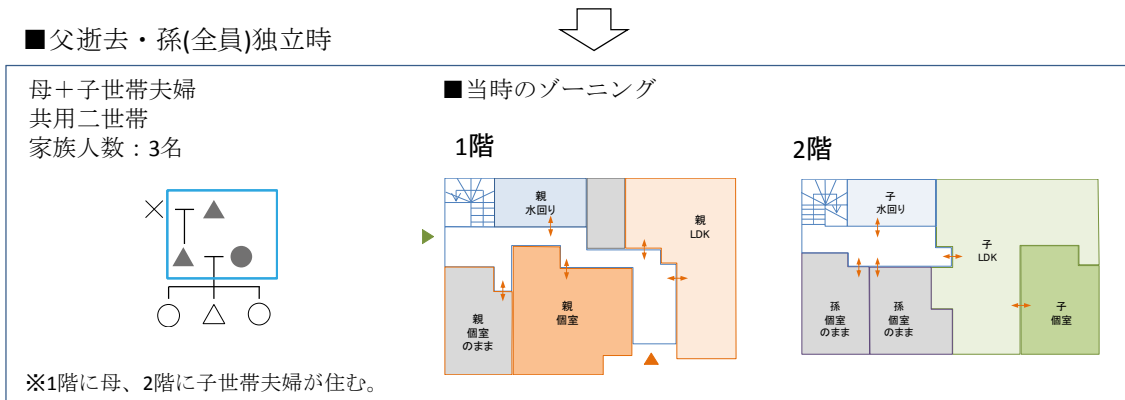 ■父逝去・孫(全員)独立時
母＋子世帯夫婦
共用二世帯
家族人数：3名
※1階に母、2階に子世帯夫婦が住む。
■当時のゾーニング
1階
親
水回り
親
LDK
親
個室
のまま
親
個室
2階
子
水回り
子
LDK
孫
個室
のまま
孫
個室
のまま
子
個室